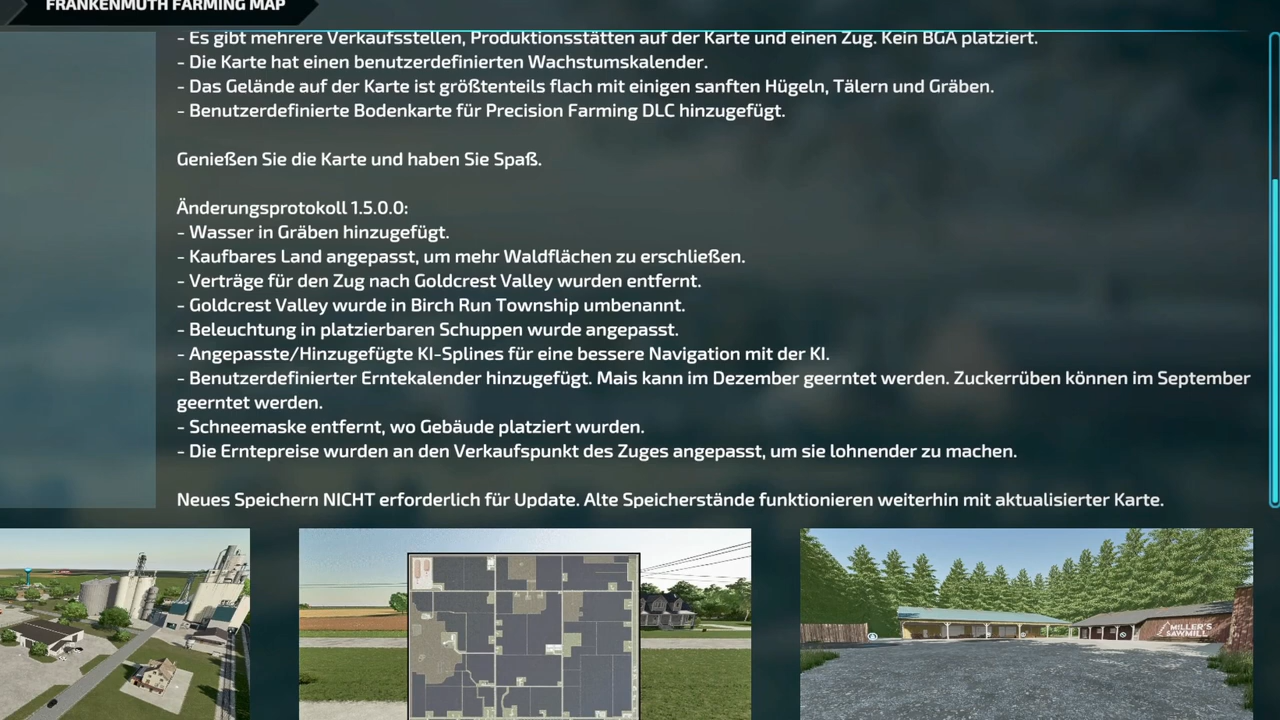 FRANKENMUTH FARMING MAP
- Es gibt mehrere Verkaufsstellen, Produktionsstätten auf der Karte und einen Zug. Kein BGA platziert.
- Die Karte hat einen benutzerdefinierten Wachstumskalender.
- Das Gelände auf der Karte ist größtenteils flach mit einigen sanften Hügeln, Tälern und Gräben.
- Benutzerdefinierte Bodenkarte für Precision Farming DLC hinzugefügt.
Genießen Sie die Karte und haben Sie Spaß.
Änderungsprotokoll 1.5.0.0:
- Wasser in Gräben hinzugefügt.
- Kaufbares Land angepasst, um mehr Waldflächen zu erschließen.
- Verträge für den Zug nach Goldcrest Valley wurden entfernt.
- Goldcrest Valley wurde in Birch Run Township umbenannt.
- Beleuchtung in platzierbaren Schuppen wurde angepasst.
- Angepasste/Hinzugefügte KI-Splines für eine bessere Navigation mit der KI.
- Benutzerdefinierter Erntekalender hinzugefügt. Mais kann im Dezember geerntet werden. Zuckerrüben können im September
geerntet werden.
- Schneemaske entfernt, wo Gebäude platziert wurden.
- Die Erntepreise wurden an den Verkaufspunkt des Zuges angepasst, um sie lohnender zu machen.
Neues Speichern NICHT erforderlich für Update. Alte Speicherstände funktionieren weiterhin mit aktualisierter Karte.
MILLER'S
SAWMILL